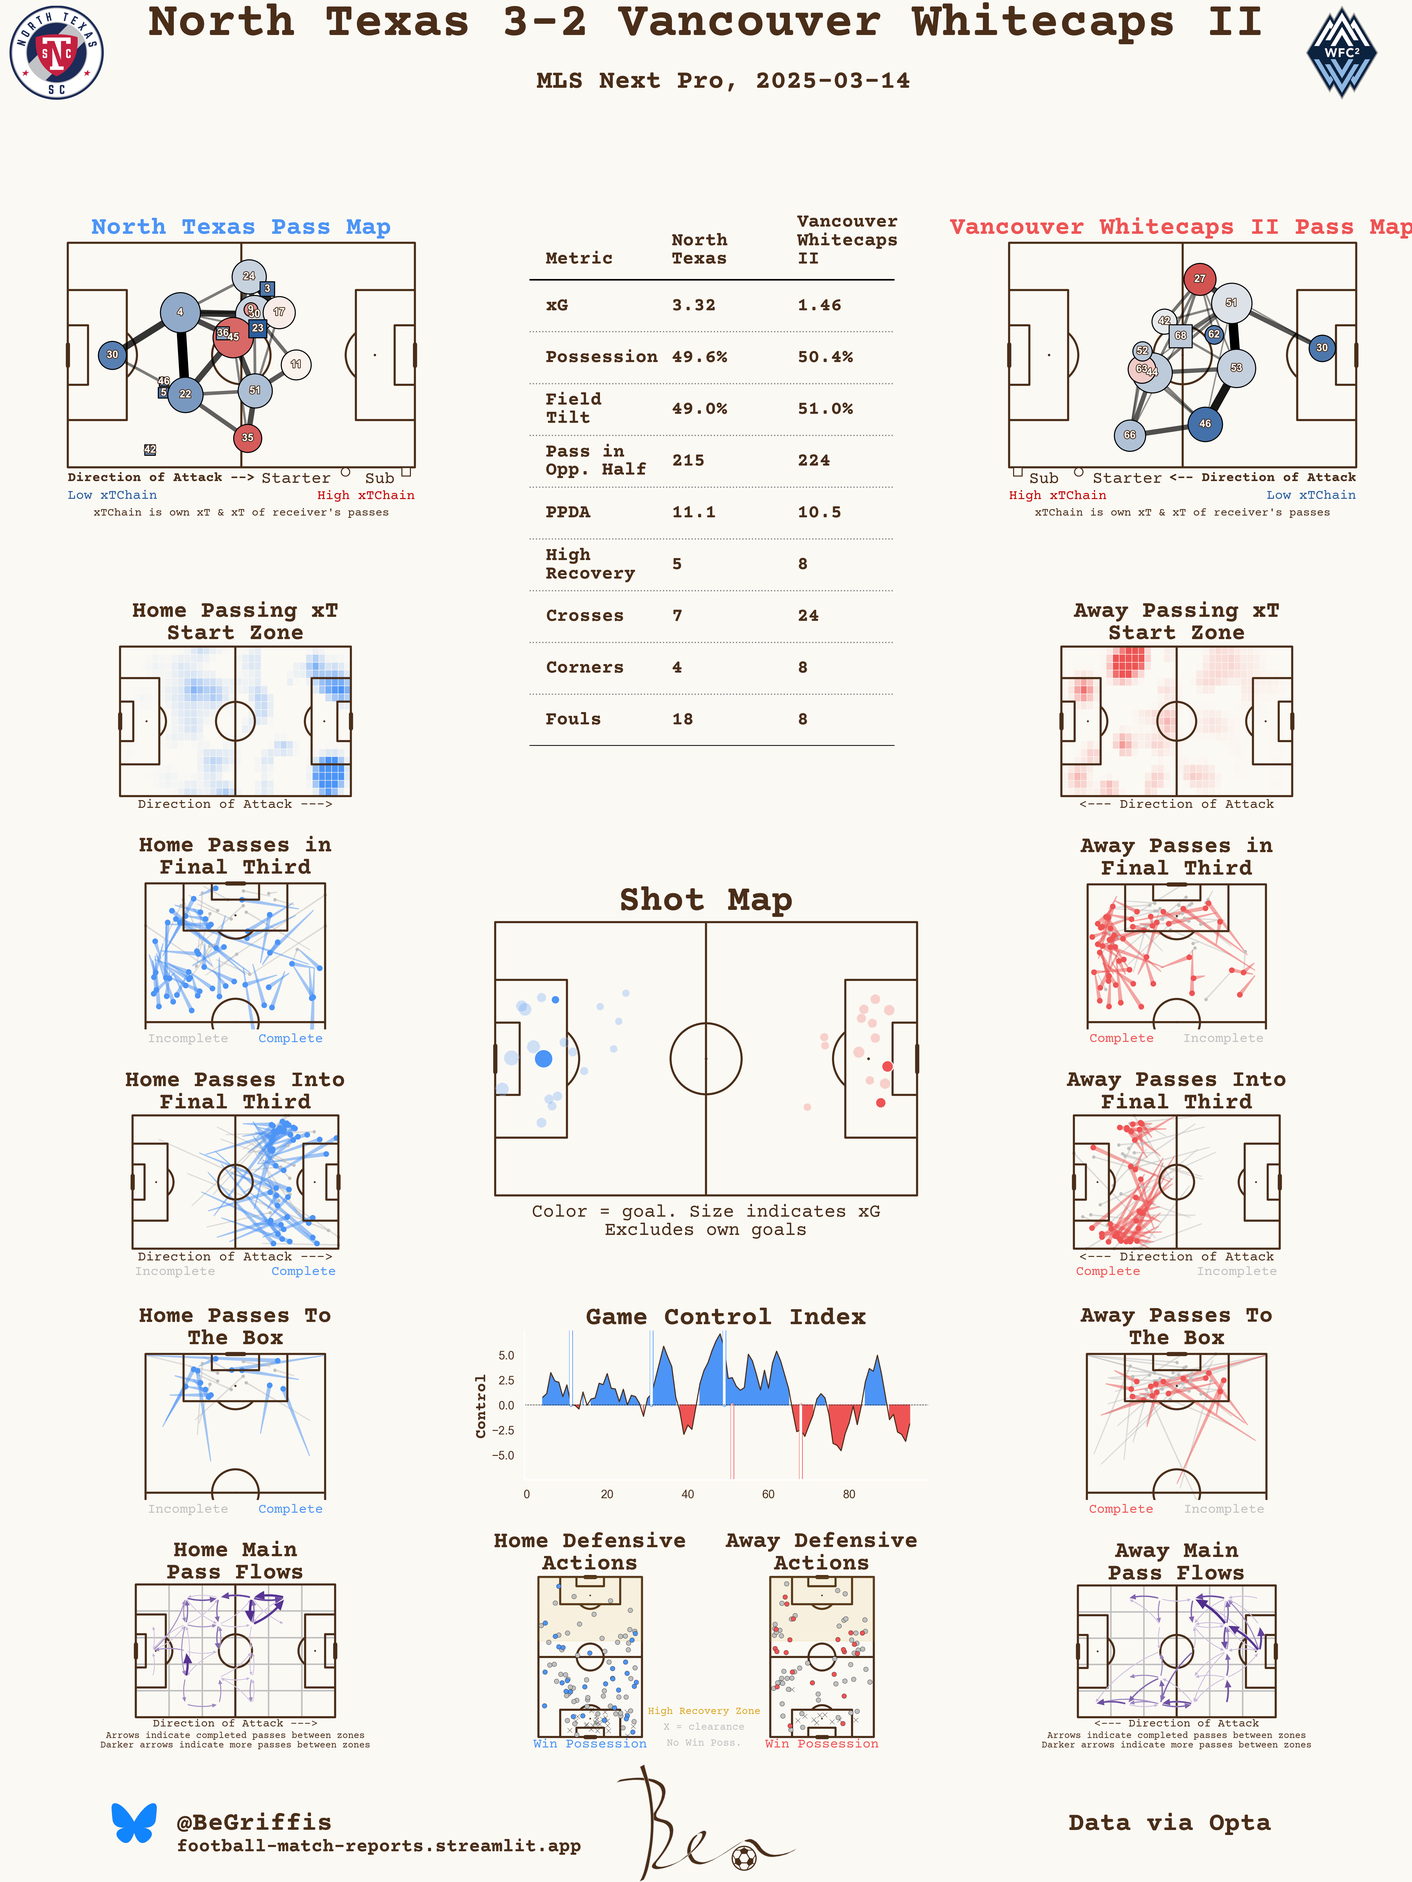 North Texas 3-2 Vancouver Whitecaps II
MLS Next Pro, 2025-03-14
NORTH TEXAS
SC
WFC2
North Texas Pass Map
24
3
4
9
30
17
23
36
45
30
11
46
5
22
51
35
42
Direction of Attack --> Starter Sub
Low xTChain High xTChain
xTChain is own xT & xT of receiver's passes
Metric North Texas Vancouver Whitecaps II
xG 3.32 1.46
Possession 49.6% 50.4%
Field Tilt 49.0% 51.0%
Pass in Opp. Half 215 224
PPDA 11.1 10.5
High Recovery 5 8
Crosses 7 24
Corners 4 8
Fouls 18 8
Vancouver Whitecaps II Pass Map
27
51
42
68
62
52
30
63
44
53
66
46
Sub Starter <-- Direction of Attack
High xTChain Low xTChain
xTChain is own xT & xT of receiver's passes
Home Passing xT
Start Zone
Direction of Attack --->
Away Passing xT
Start Zone
<--- Direction of Attack
Home Passes in
Final Third
Incomplete Complete
Away Passes in
Final Third
Complete Incomplete
Shot Map
Color = goal. Size indicates xG
Excludes own goals
Home Passes Into
Final Third
Direction of Attack --->
Incomplete Complete
Away Passes Into
Final Third
<--- Direction of Attack
Complete Incomplete
Home Passes To
The Box
Incomplete Complete
Game Control Index
Control
5.0
2.5
0.0
−2.5
−5.0
0 20 40 60 80
Away Passes To
The Box
Complete Incomplete
Home Main
Pass Flows
Direction of Attack --->
Arrows indicate completed passes between zones
Darker arrows indicate more passes between zones
Home Defensive
Actions
Win Possession
High Recovery Zone
X = clearance
No Win Poss.
Away Defensive
Actions
Win Possession
Away Main
Pass Flows
<--- Direction of Attack
Arrows indicate completed passes between zones
Darker arrows indicate more passes between zones
@BeGriffis
football-match-reports.streamlit.app
Ben
Data via Opta